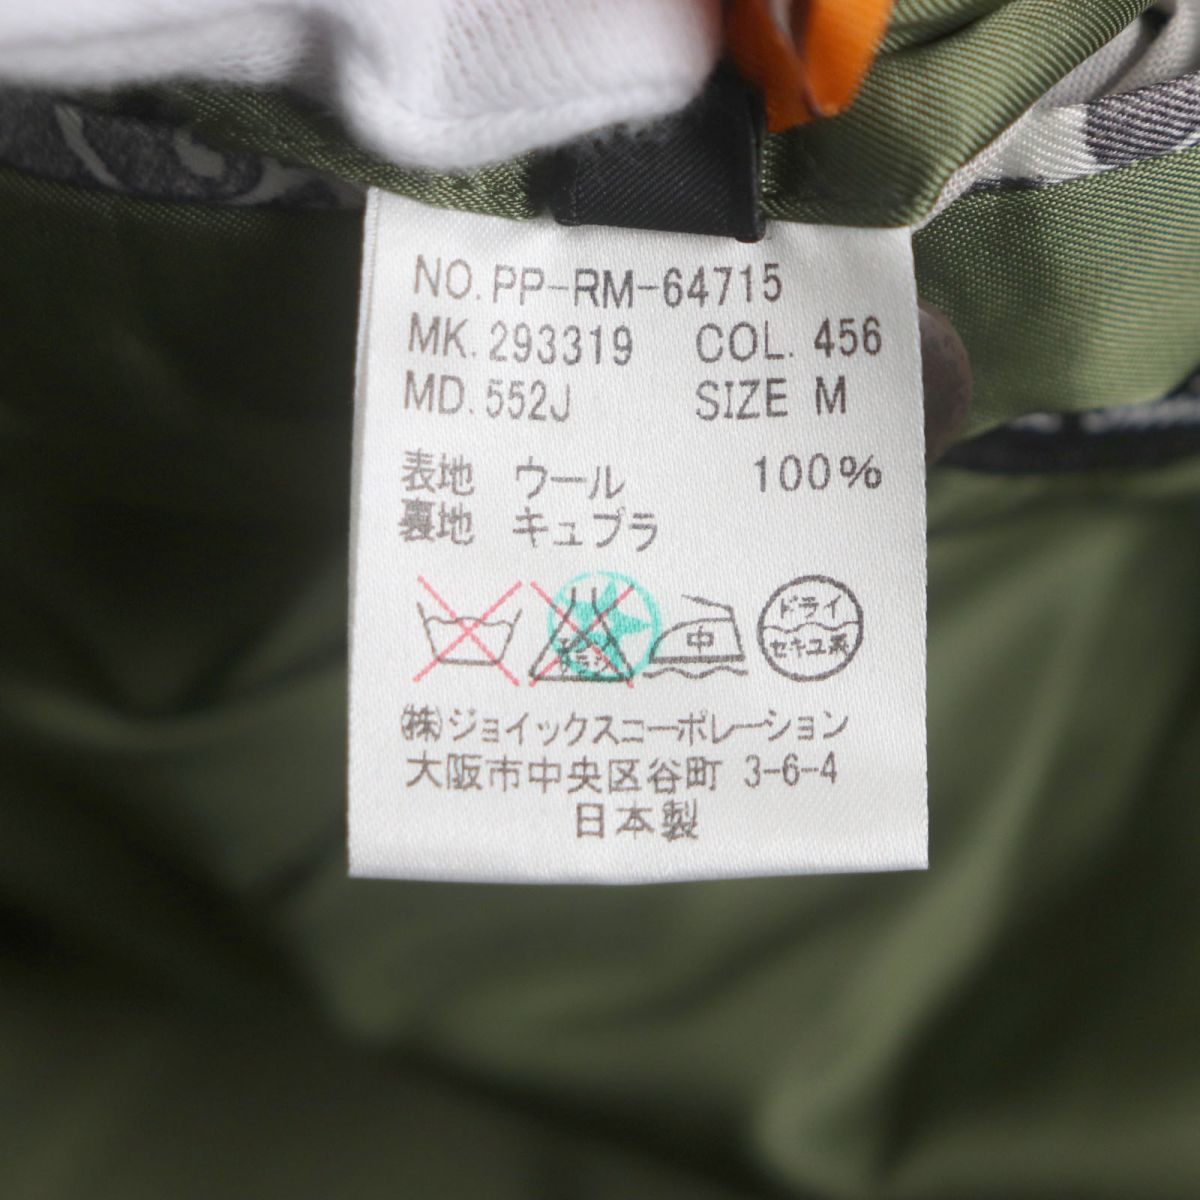 NO. PP-RM-64715
MK. 293319 COL. 456
MD. 552J SIZE M
表地 ウール 100%
裏地 キュプラ
中
ドライ
セキユ系
㈱ジョイックスコーポレーション
大阪市中央区谷町 3-6-4
日本製